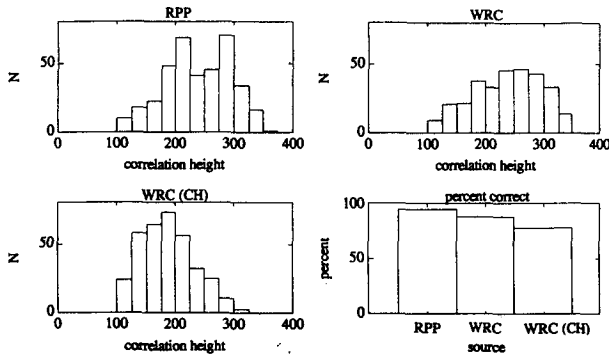 RPP
50
0
N
0 100 200 300 400
correlation height
WRC
50
0
N
0 100 200 300 400
correlation height
WRC (CH)
50
0
N
0 100 200 300 400
correlation height
percent correct
100
50
0
percent
RPP WRC WRC (CH)
source